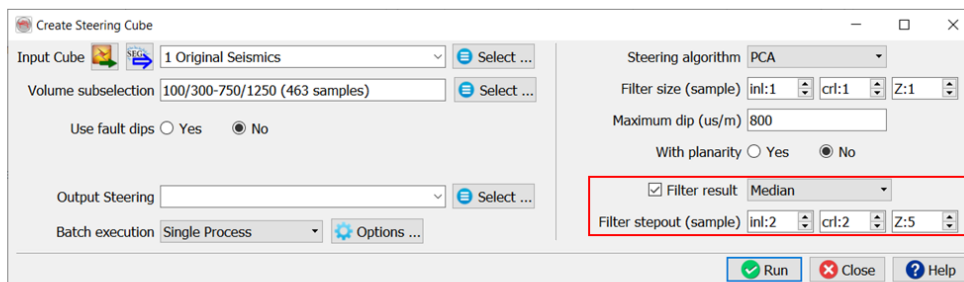 Create Steering Cube
Input Cube SEG 1 Original Seismics Select ...
Volume subselection 100/300-750/1250 (463 samples) Select ...
Use fault dips Yes No
Output Steering Select ...
Batch execution Single Process Options ...
Steering algorithm PCA
Filter size (sample) inl:1 crl:1 Z:1
Maximum dip (us/m) 800
With planarity Yes No
Filter result Median
Filter stepout (sample) inl:2 crl:2 Z:5
Run Close Help